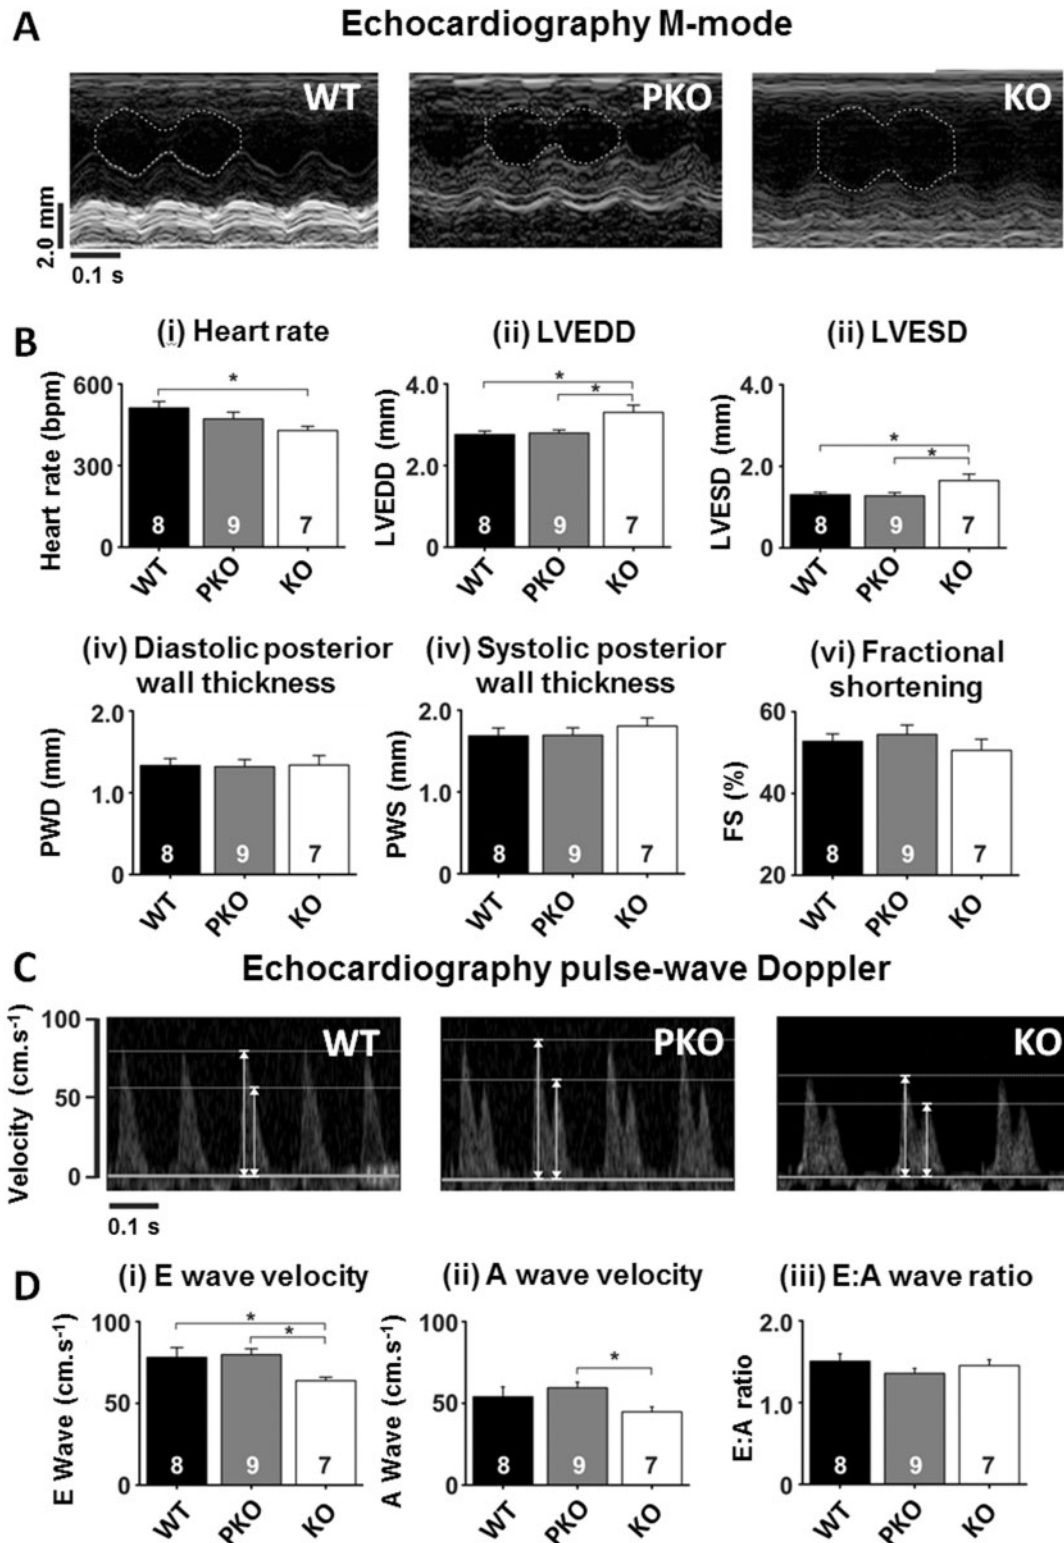 A
Echocardiography M-mode
WT
PKO
KO
2.0 mm
0.1 s
B
(i) Heart rate
(ii) LVEDD
(ii) LVESD
Heart rate (bpm)
600
300
0
*
8
9
7
WT
PKO
KO
LVEDD (mm)
4.0
2.0
0
*
*
8
9
7
WT
PKO
KO
LVESD (mm)
4.0
2.0
0
*
*
8
9
7
WT
PKO
KO
(iv) Diastolic posterior
wall thickness
(iv) Systolic posterior
wall thickness
(vi) Fractional
shortening
PWD (mm)
2.0
1.0
0
8
9
7
WT
PKO
KO
PWS (mm)
2.0
1.0
0
8
9
7
WT
PKO
KO
FS (%)
60
40
20
8
9
7
WT
PKO
KO
C
Echocardiography pulse-wave Doppler
Velocity (cm.s⁻¹)
100
50
0
WT
PKO
KO
0.1 s
D
(i) E wave velocity
(ii) A wave velocity
(iii) E:A wave ratio
E Wave (cm.s⁻¹)
100
50
0
*
*
8
9
7
WT
PKO
KO
A Wave (cm.s⁻¹)
100
50
0
*
8
9
7
WT
PKO
KO
E:A ratio
2.0
1.0
0
8
9
7
WT
PKO
KO